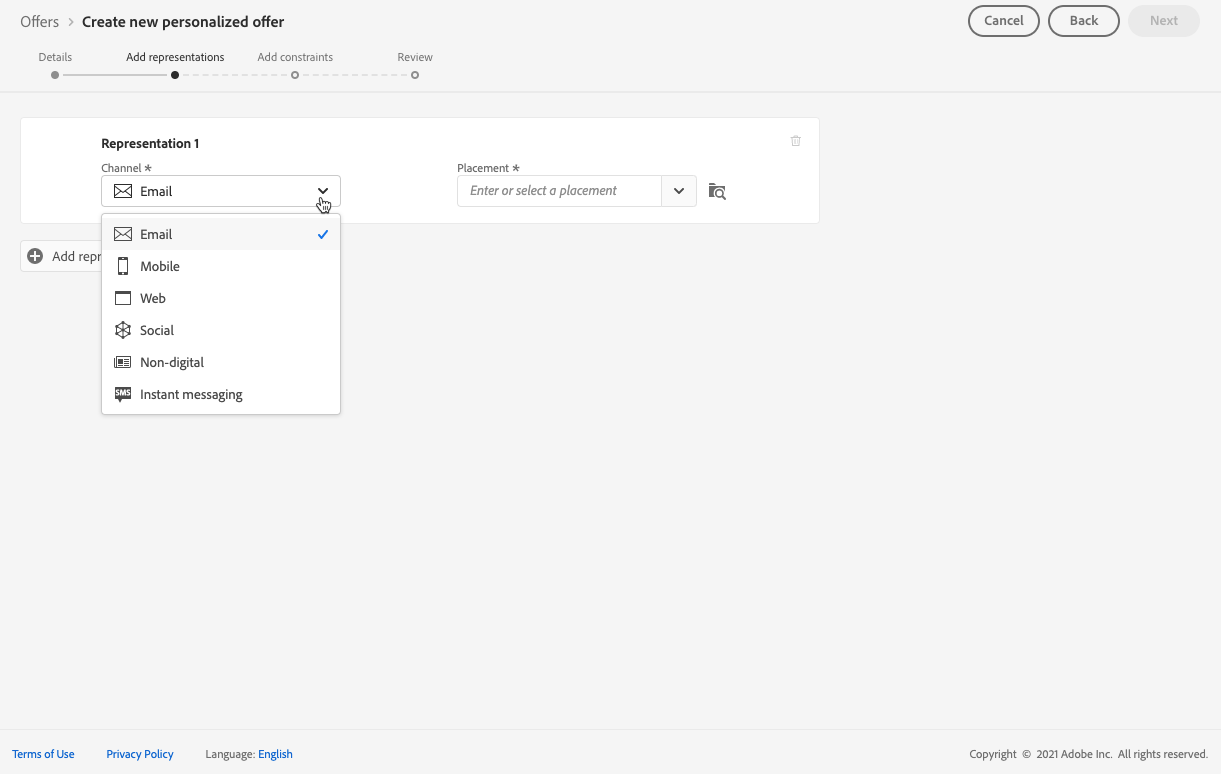 Offers > Create new personalized offer
Cancel
Back
Next
Details
Add representations
Add constraints
Review
Representation 1
Channel *
Placement *
Email
Enter or select a placement
Email
Add repr
Mobile
Web
Social
Non-digital
SMS Instant messaging
Terms of Use
Privacy Policy
Language: English
Copyright © 2021 Adobe Inc. All rights reserved.